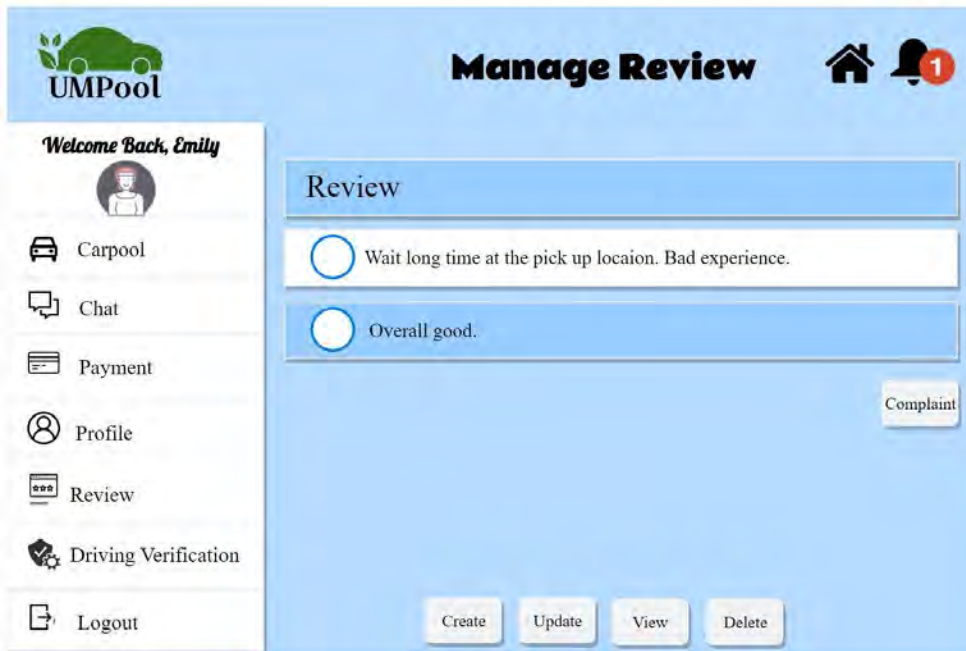 UMPool
Manage Review
1
Welcome Back, Emily
Carpool
Chat
Payment
Profile
Review
Driving Verification
Logout
Review
Wait long time at the pick up locaion. Bad experience.
Overall good.
Complaint
Create
Update
View
Delete